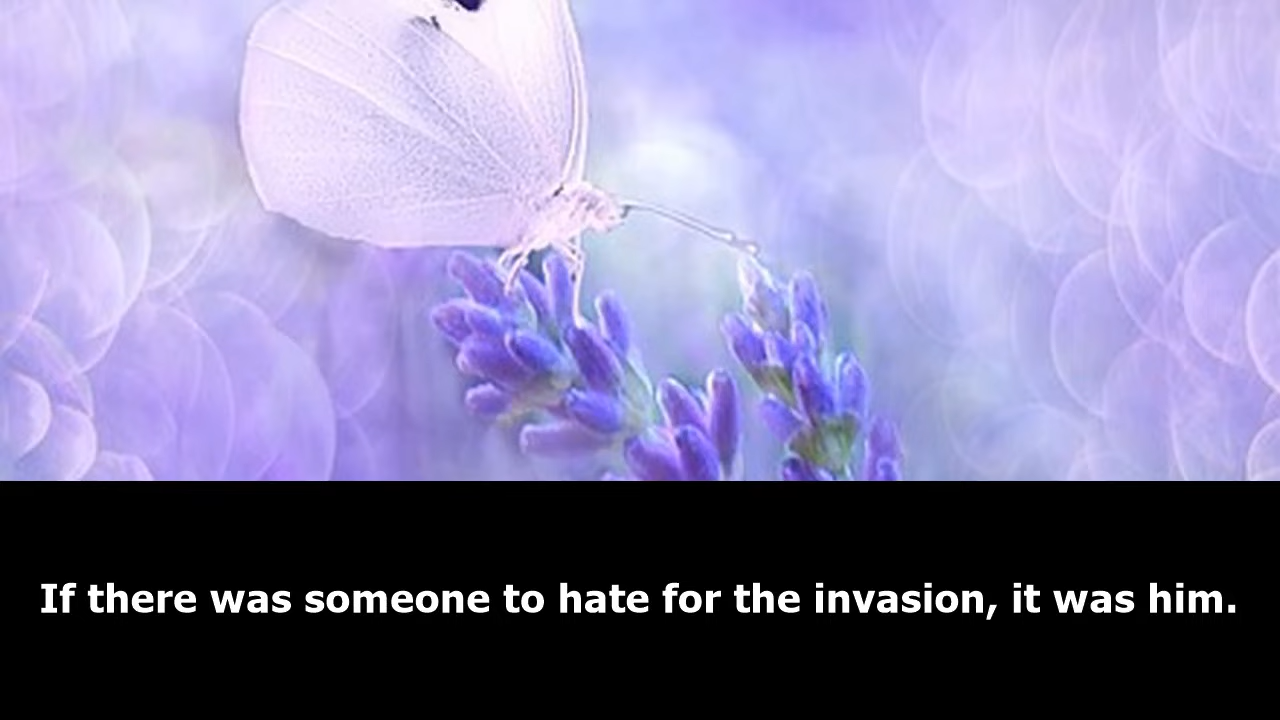 If there was someone to hate for the invasion, it was him.